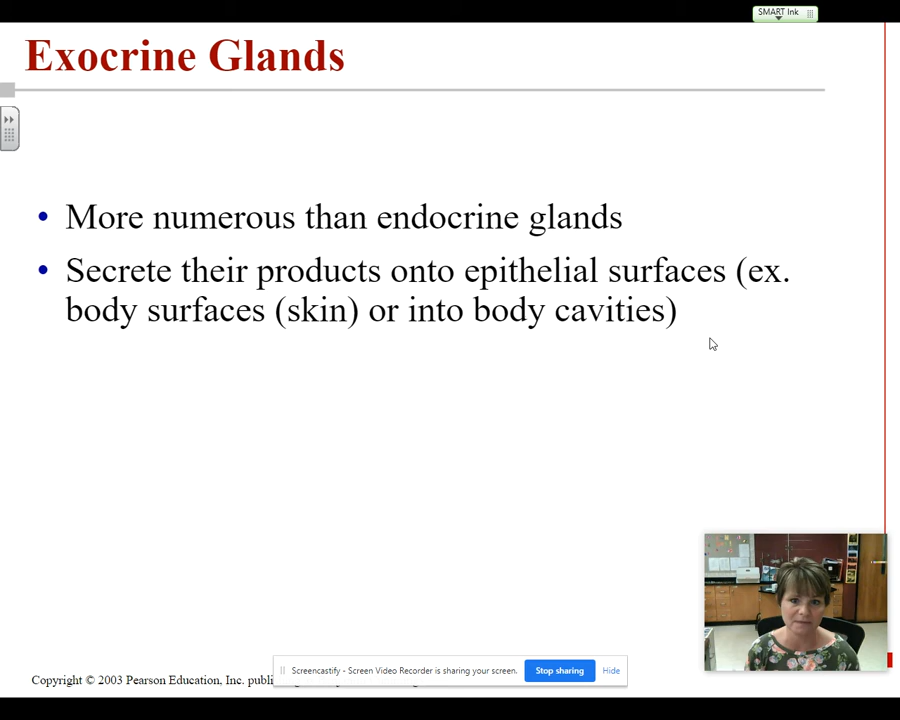 SMART Ink
Exocrine Glands
• More numerous than endocrine glands
• Secrete their products onto epithelial surfaces (ex.
body surfaces (skin) or into body cavities)
Screencastify - Screen Video Recorder is sharing your screen. Stop sharing Hide
Copyright © 2003 Pearson Education, Inc.